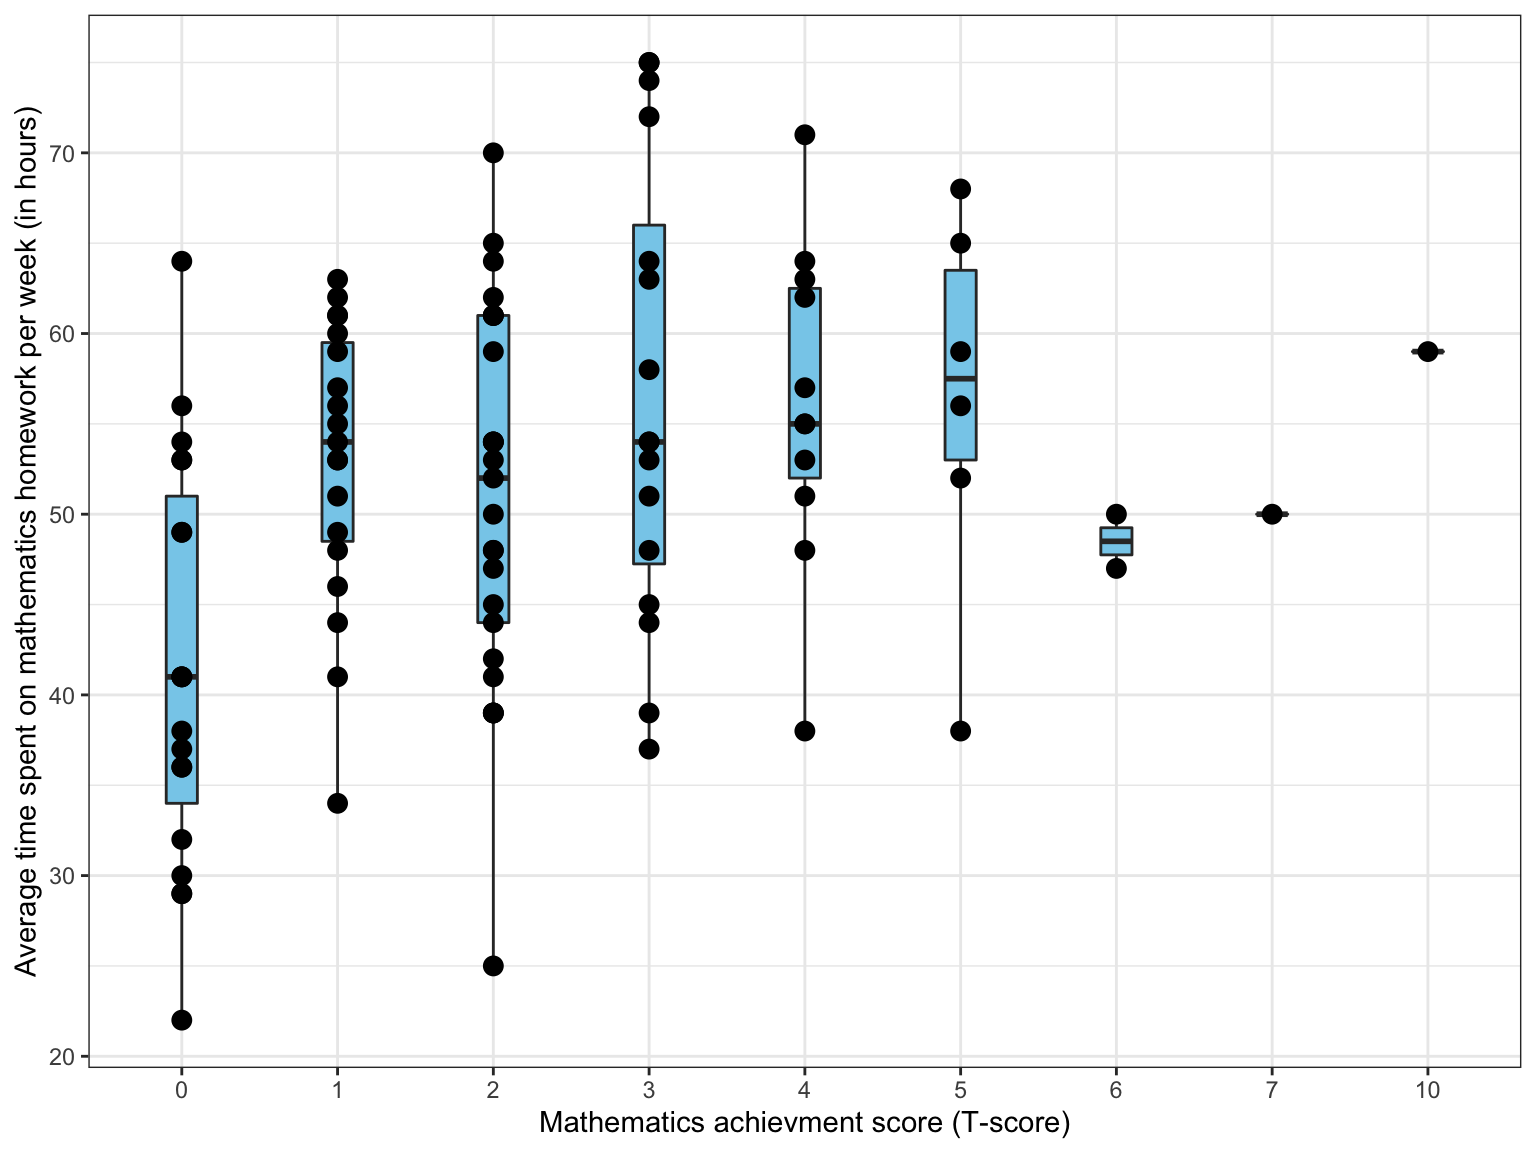 Average time spent on mathematics homework per week (in hours)
70
60
50
40
30
20
0 1 2 3 4 5 6 7 10
Mathematics achievment score (T-score)